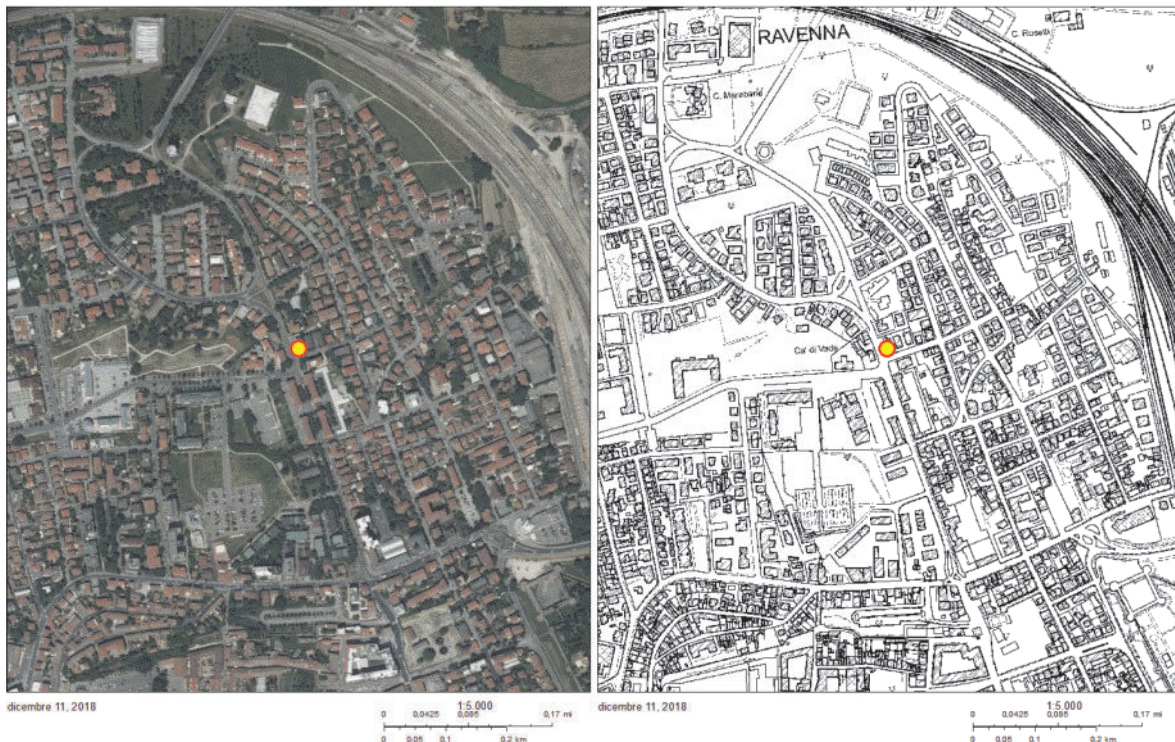 RAVENNA
C. Rusetti
C. Manabarie
Ca' di Vado
dicembre 11, 2018
1:5.000
0 0,0425 0,085 0,17 mi
0 0,05 0,1 0,2 km
dicembre 11, 2018
1:5.000
0 0,0425 0,085 0,17 mi
0 0,05 0,1 0,2 km